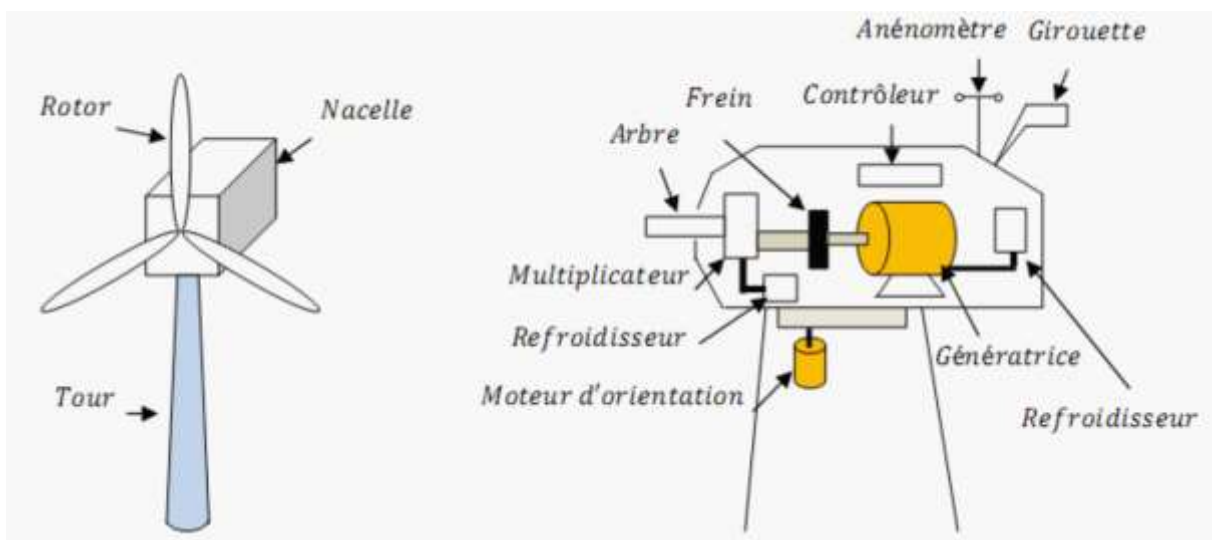 Rotor
Nacelle
Tour
Anénomètre Girouette
Contrôleur
Frein
Arbre
Multiplicateur
Refroidisseur
Génératrice
Moteur d'orientation
Refroidisseur